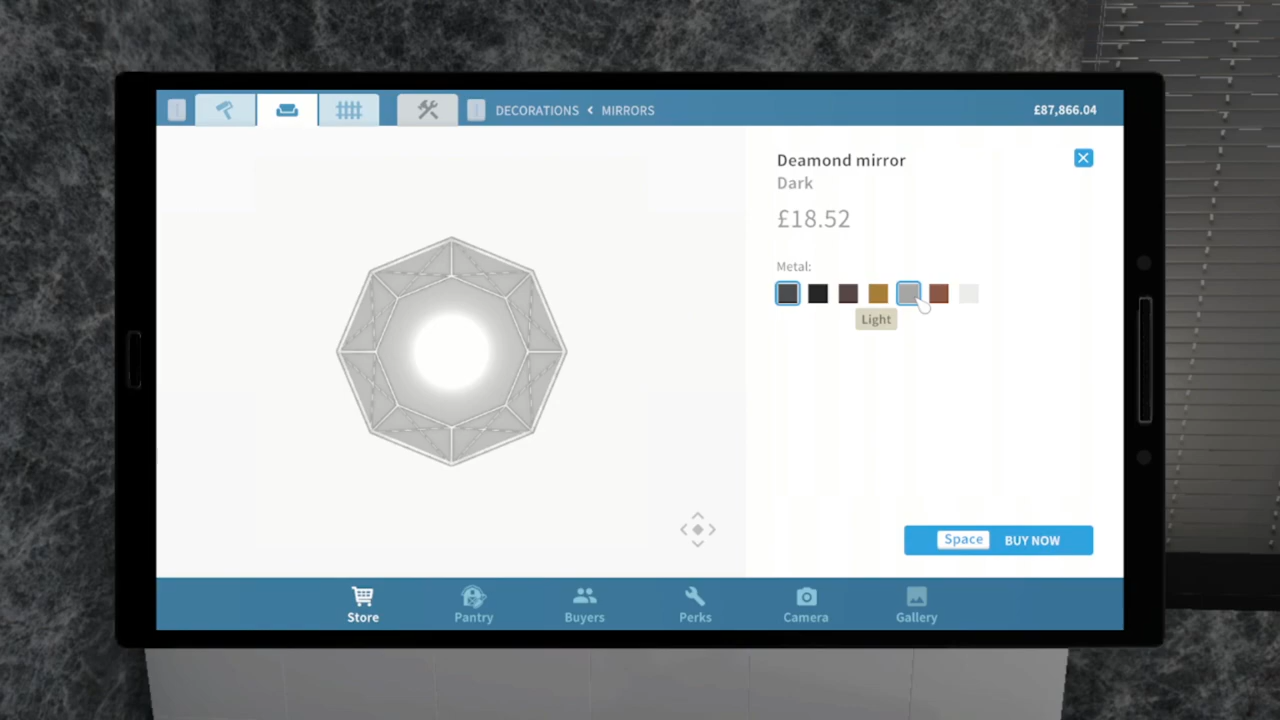 DECORATIONS < MIRRORS
£87,866.04
Deamond mirror
Dark
£18.52
Metal:
Light
Space BUY NOW
Store
Pantry
Buyers
Perks
Camera
Gallery